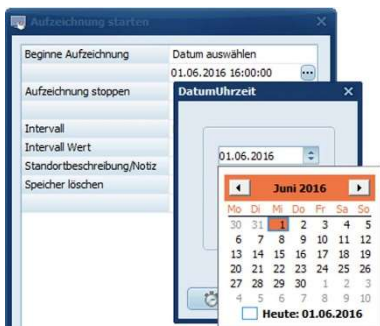 Aufzeichnung starten
Beginne Aufzeichnung Datum auswählen
01.06.2016 16:00:00 ...
Aufzeichnung stoppen
Intervall
Intervall Wert
Standortbeschreibung/Notiz
Speicher löschen
DatumUhrzeit
01.06.2016
Juni 2016
Mo Di Mi Do Fr Sa So
30 31 1 2 3 4 5
6 7 8 9 10 11 12
13 14 15 16 17 18 19
20 21 22 23 24 25 26
27 28 29 30 1 2 3
4 5 6 7 8 9 10
Heute: 01.06.2016